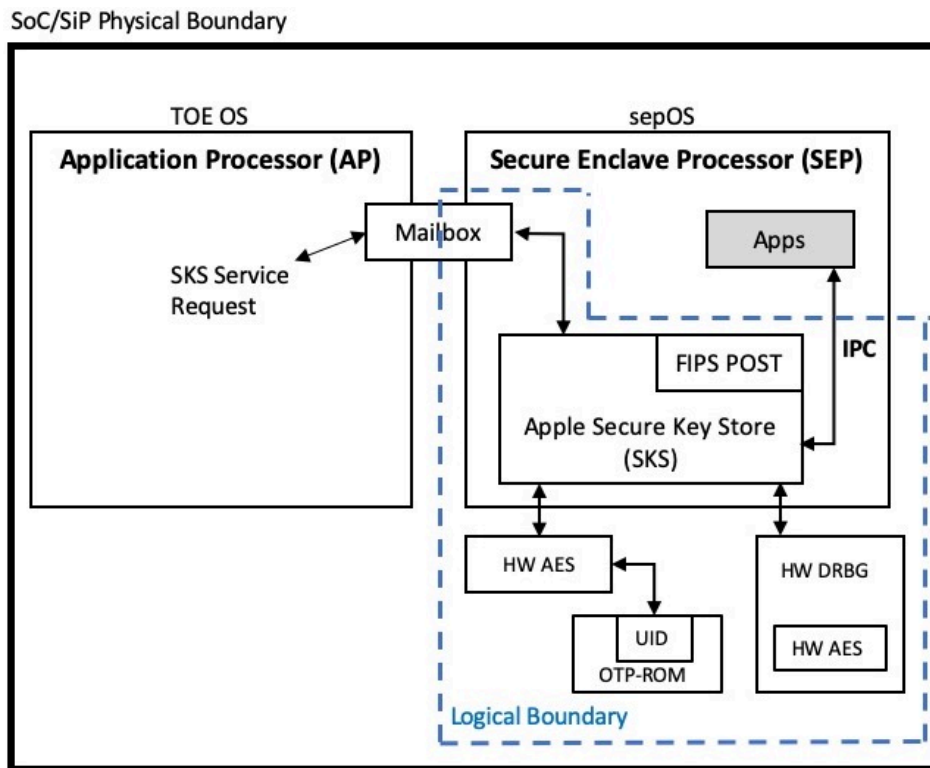 SoC/SiP Physical Boundary
TOE OS
Application Processor (AP)
SKS Service
Request
Mailbox
sepOS
Secure Enclave Processor (SEP)
Apps
IPC
FIPS POST
Apple Secure Key Store
(SKS)
HW AES
UID
OTP-ROM
HW DRBG
HW AES
Logical Boundary